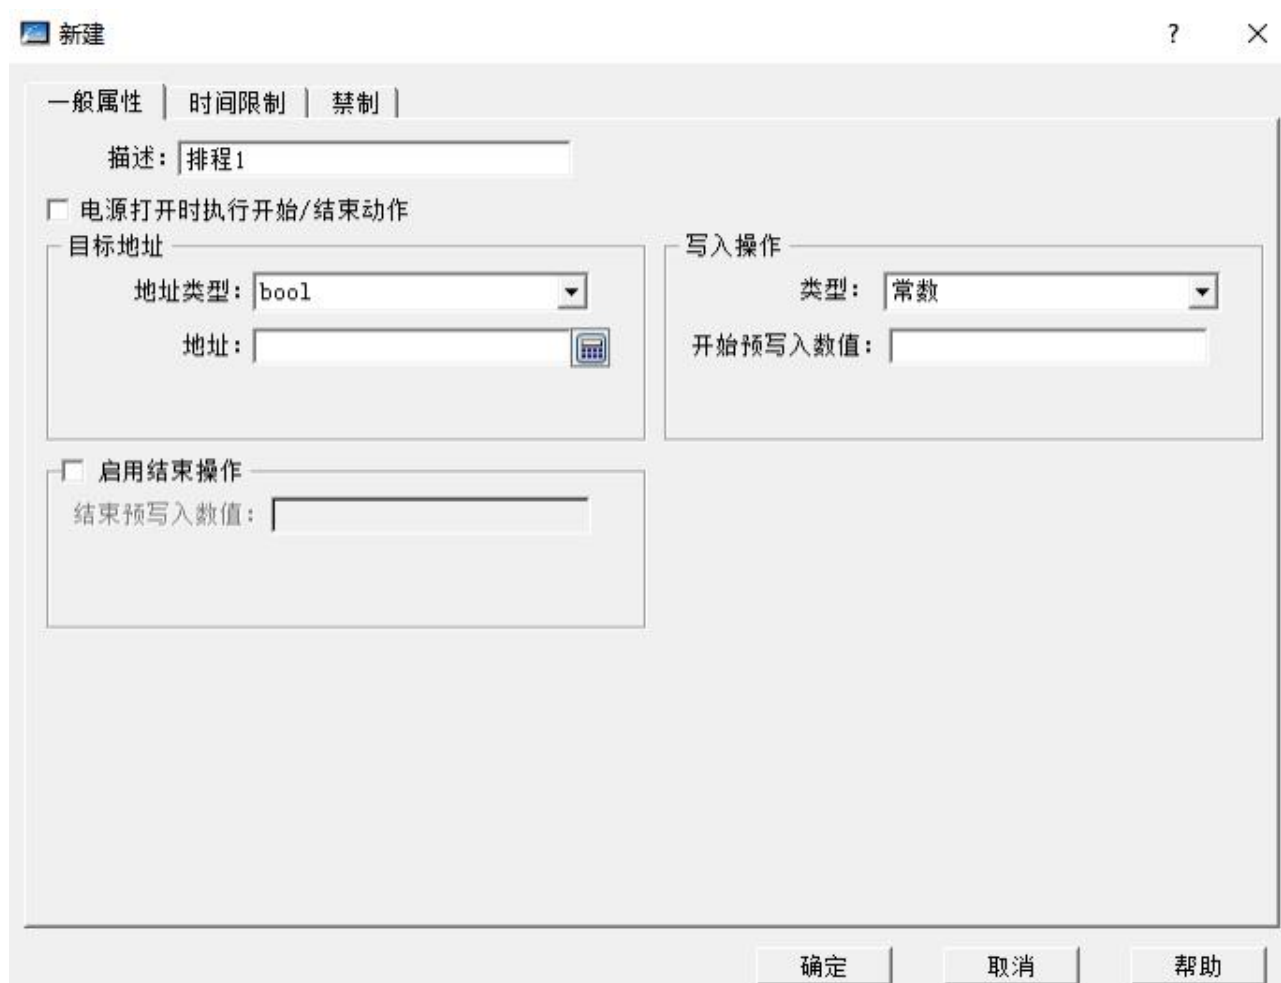 新建
一般属性 时间限制 禁制
描述: 排程1
电源打开时执行开始/结束动作
目标地址 写入操作
地址类型: bool 类型: 常数
地址: 开始预写入数值:
启用结束操作
结束预写入数值:
确定 取消 帮助